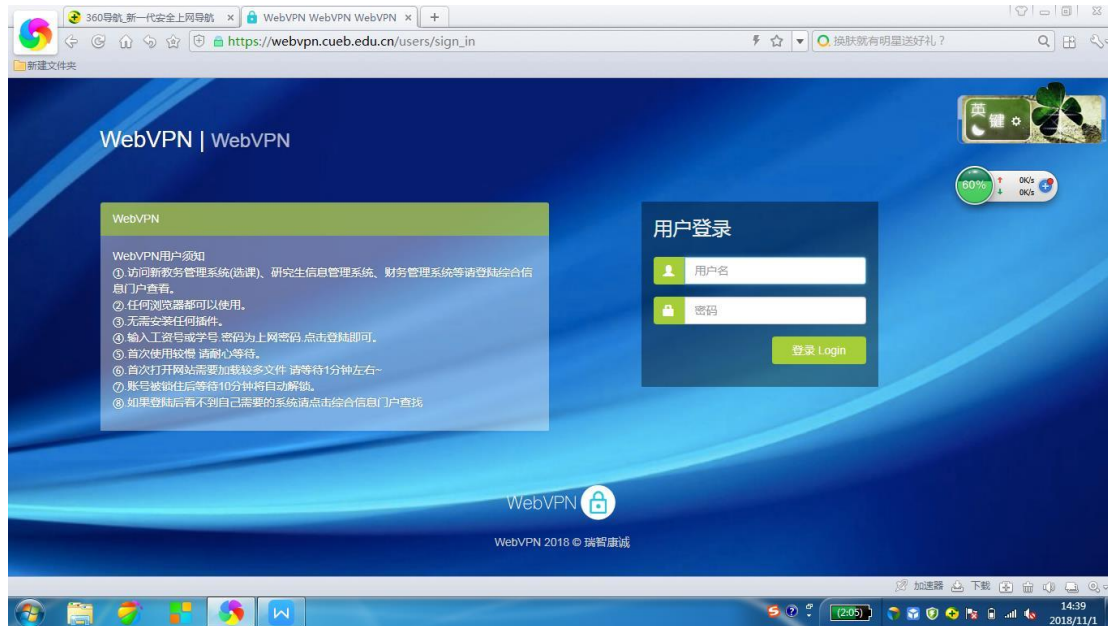 360导航_新一代安全上网导航
WebVPN WebVPN WebVPN
https://webvpn.cueb.edu.cn/users/sign_in
换肤就有明星送好礼？
新建文件夹
英
键
WebVPN | WebVPN
60%
0K/s
0K/s
WebVPN
WebVPN用户须知
①.访问新教务管理系统(选课)、研究生信息管理系统、财务管理系统等请登陆综合信
息门户查看。
②.任何浏览器都可以使用。
③.无需安装任何插件。
④.输入工资号或学号,密码为上网密码,点击登陆即可。
⑤.首次使用较慢 请耐心等待。
⑥.首次打开网站需要加载较多文件 请等待1分钟左右~
⑦.账号被锁住后等待10分钟将自动解锁。
⑧.如果登陆后看不到自己需要的系统请点击综合信息门户查找
用户登录
用户名
密码
登录 Login
WebVPN
WebVPN 2018 © 瑞智康诚
加速器
下载
(2:05)
14:39
2018/11/1